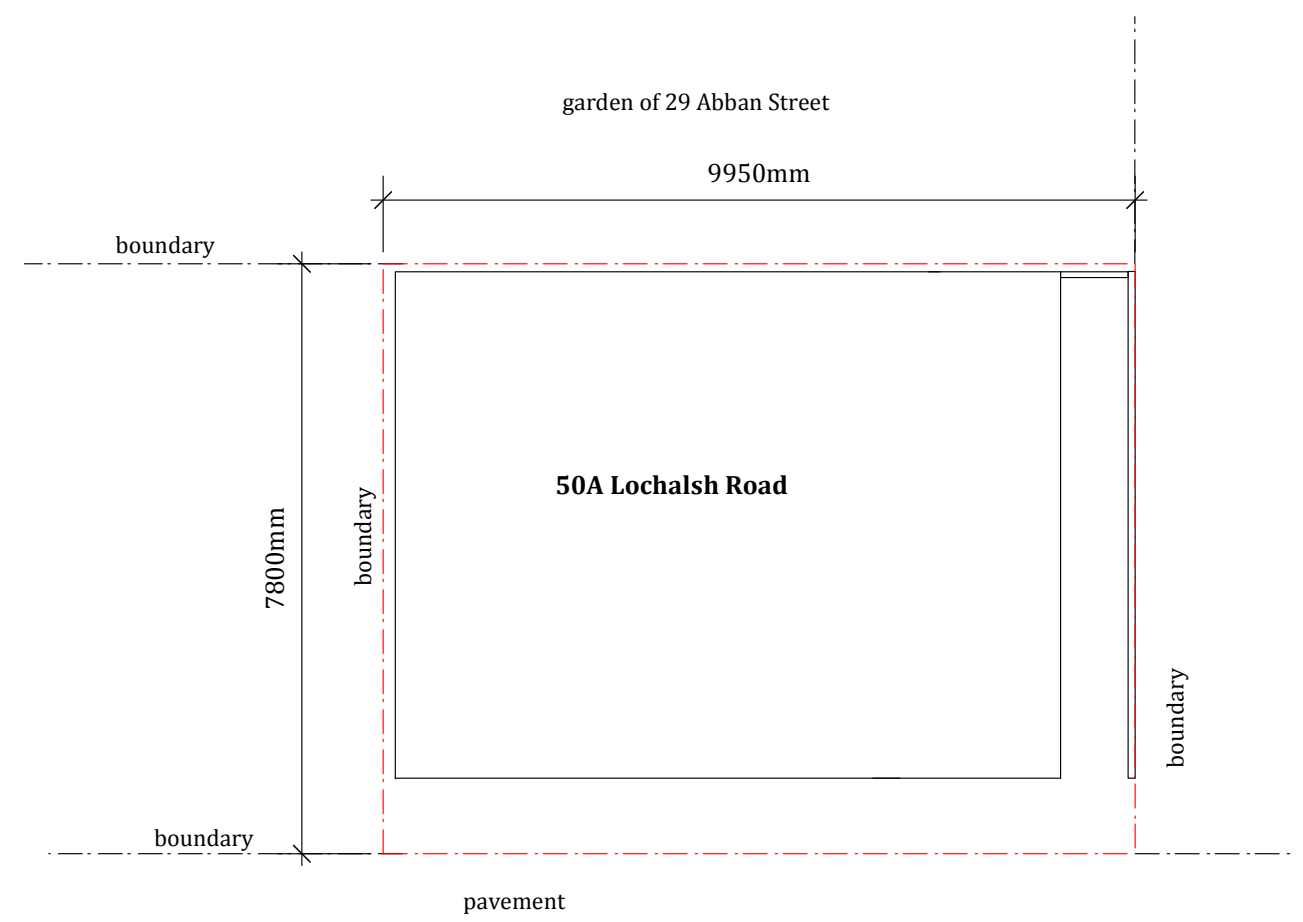 garden of 29 Abban Street
9950mm
boundary
50A Lochalsh Road
boundary
7800mm
boundary
boundary
pavement